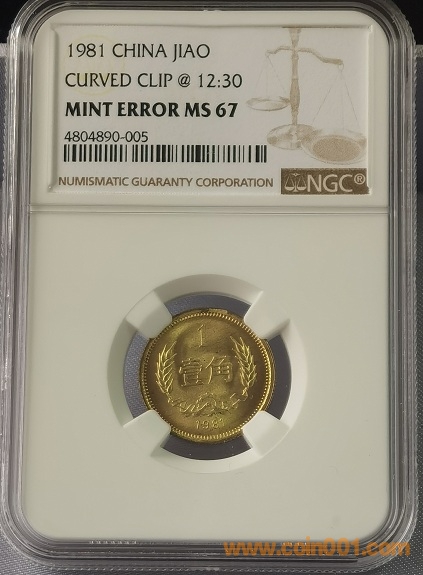 1981 CHINA JIAO
CURVED CLIP @ 12:30
MINT ERROR MS 67
4804890-005
NUMISMATIC GUARANTY CORPORATION
NGC®
1
壹角
1981
www.coin001.com